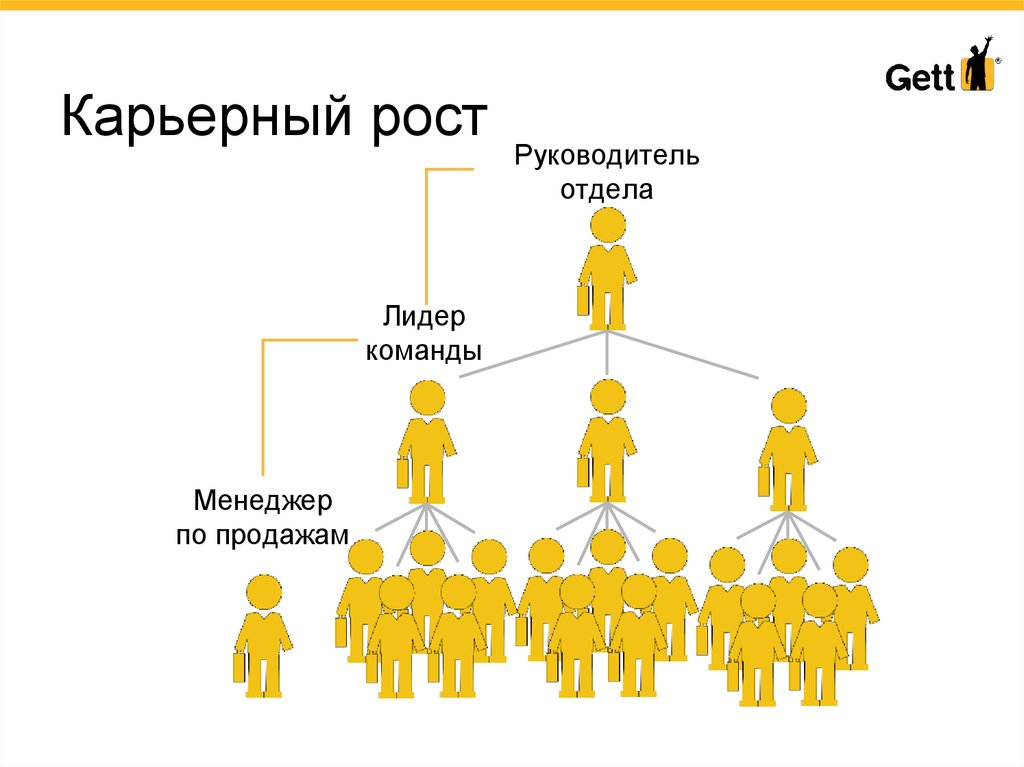 Gett®
Карьерный рост
Руководитель
отдела
Лидер
команды
Менеджер
по продажам